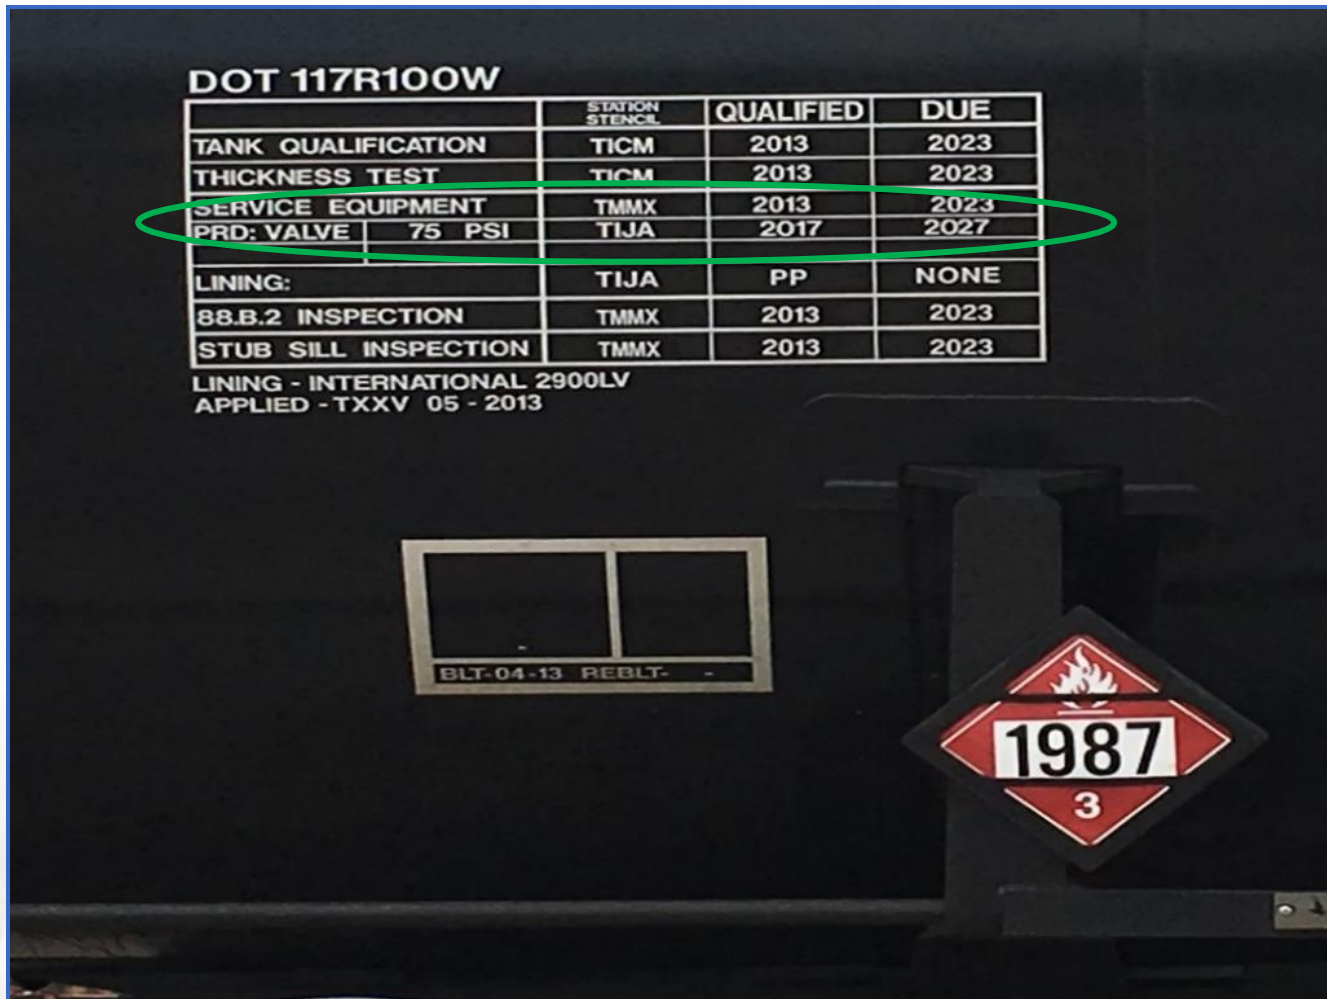 DOT 117R100W
STATION STENCIL QUALIFIED DUE
TANK QUALIFICATION TICM 2013 2023
THICKNESS TEST TICM 2013 2023
SERVICE EQUIPMENT TMMX 2013 2023
PRD: VALVE 75 PSI TIJA 2017 2027
LINING: TIJA PP NONE
88.B.2 INSPECTION TMMX 2013 2023
STUB SILL INSPECTION TMMX 2013 2023
LINING - INTERNATIONAL 2900LV
APPLIED - TXXV 05 - 2013
BLT-04-13 REBLT- -
1987
3